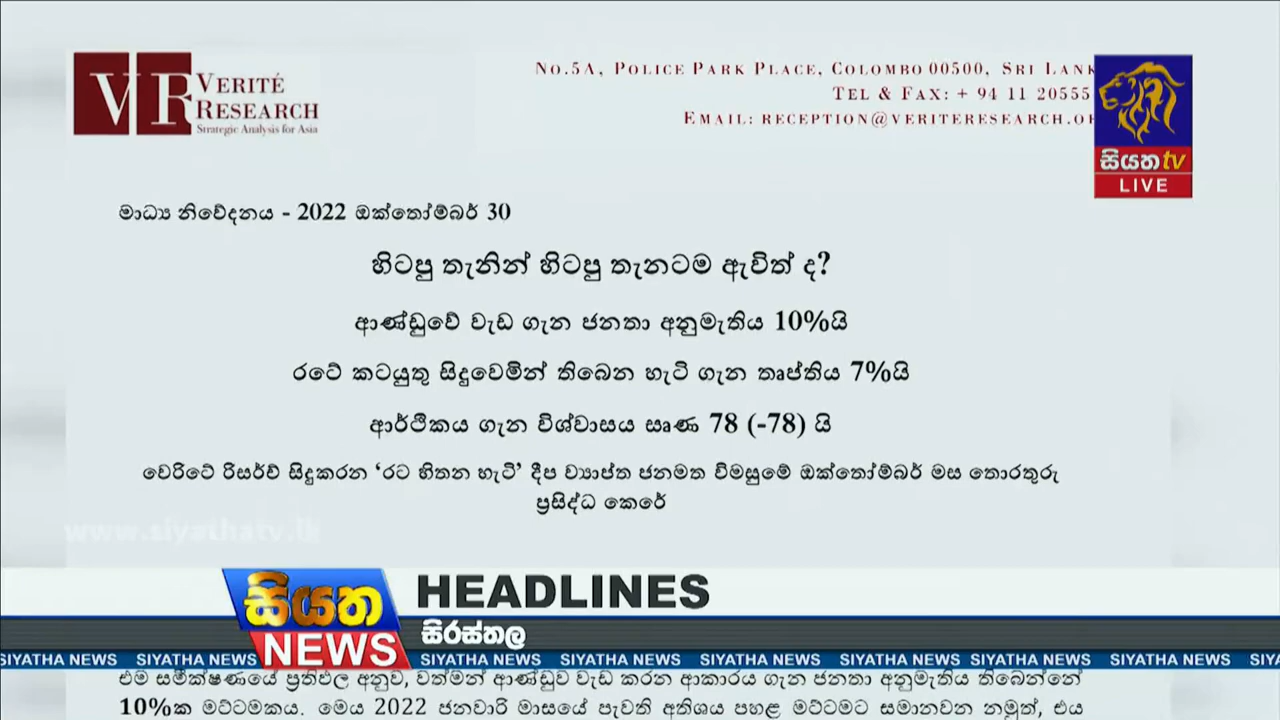 VR VERITÉ
RESEARCH
Strategic Analysis for Asia
NO.5A, POLICE PARK PLACE, COLOMBO 00500, SRI LANK
TEL & FAX: + 94 11 20555
EMAIL: RECEPTION@VERITERESEARCH.OR
සියත tv
LIVE
මාධ්‍ය නිවේදනය - 2022 ඔක්තෝම්බර් 30
හිටපු තැනින් හිටපු තැනටම ඇවිත් ද?
ආණ්ඩුවේ වැඩ ගැන ජනතා අනුමැතිය 10%යි
රටේ කටයුතු සිදුවෙමින් තිබෙන හැටි ගැන තෘප්තිය 7%යි
ආර්ථිකය ගැන විශ්වාසය සෘණ 78 (-78) යි
වෙරිටේ රිසර්ච් සිදුකරන ‘රට හිතන හැටි’ දීප ව්‍යාප්ත ජනමත විමසුමේ ඔක්තෝම්බර් මස තොරතුරු
ප්‍රසිද්ධ කෙරේ
www.siyathatv.lk
සියත NEWS
HEADLINES
සිරස්තල
SIYATHA NEWS SIYATHA NEWS SIYATHA NEWS SIYATHA NEWS SIYATHA NEWS SIYATHA NEWS SIYATHA NEWS SIYATHA NEWS SI
එම සමීක්ෂණයේ ප්‍රතිඵල අනුව, වත්මන් ආණ්ඩුව වැඩ කරන ආකාරය ගැන ජනතා අනුමැතිය තිබෙන්නේ
10%ක මට්ටමකය. මෙය 2022 ජනවාරි මාසයේ පැවති අතිශය පහළ මට්ටමට සමානවන නමුත්, එය